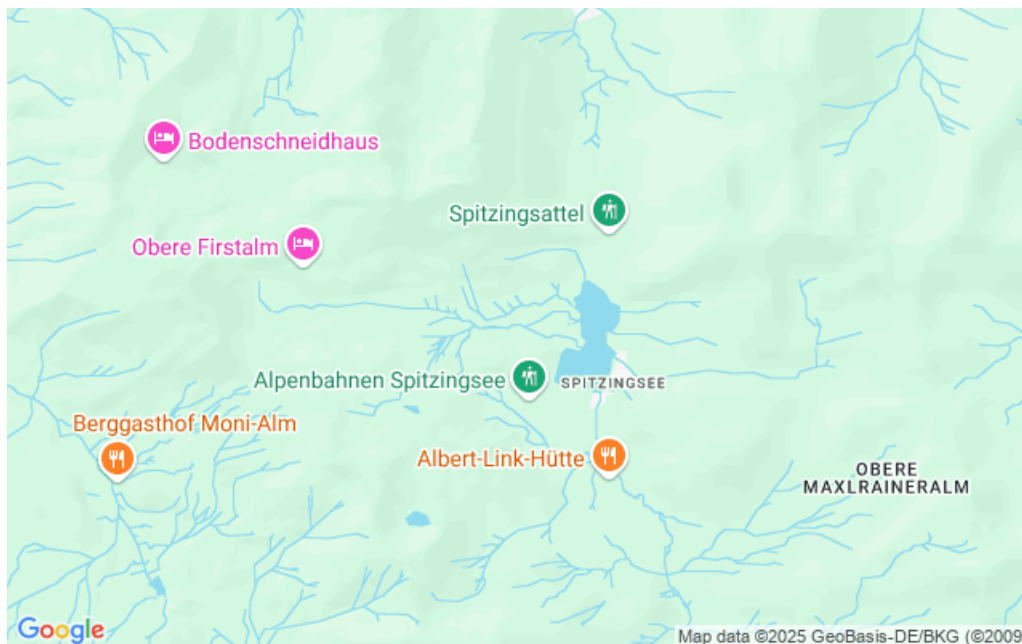 Bodenschneidhaus
Spitzingsattel
Obere Firstalm
Alpenbahnen Spitzingsee
SPITZINGSEE
Berggasthof Moni-Alm
Albert-Link-Hütte
OBERE
MAXLRAINERALM
Google
Map data ©2025 GeoBasis-DE/BKG (©2009